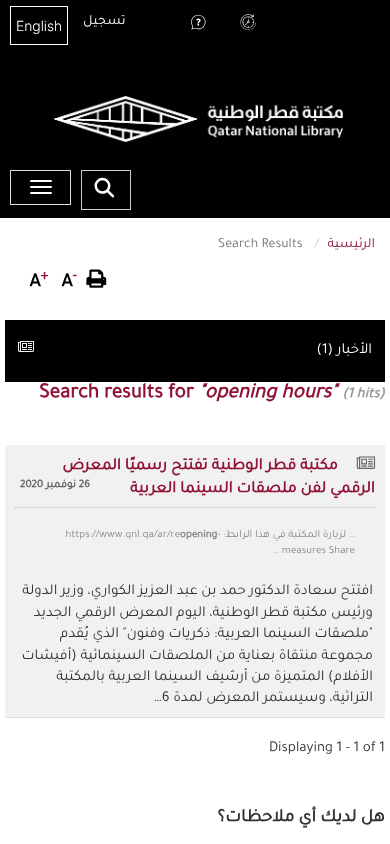 English
تسجيل
مكتبة قطر الوطنية
Qatar National Library
الرئيسية / Search Results
A+ A-
الأخبار (1)
Search results for "opening hours" (1 hits)
مكتبة قطر الوطنية تفتتح رسميًا المعرض
الرقمي لفن ملصقات السينما العربية
26 نوفمبر 2020
... لزيارة المكتبة في هذا الرابط: https://www.qnl.qa/ar/reopening-
measures Share ...
افتتح سعادة الدكتور حمد بن عبد العزيز الكواري، وزير الدولة
ورئيس مكتبة قطر الوطنية، اليوم المعرض الرقمي الجديد
"ملصقات السينما العربية: ذكريات وفنون" الذي يُقدم
مجموعة منتقاة بعناية من الملصقات السينمائية (أفيشات
الأفلام) المتميزة من أرشيف السينما العربية بالمكتبة
التراثية، وسيستمر المعرض لمدة 6...
Displaying 1 - 1 of 1
هل لديك أي ملاحظات؟